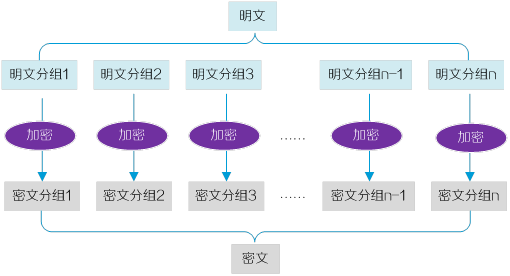 明文
明文分组1 明文分组2 明文分组3 明文分组n-1 明文分组n
加密 加密 加密 …… 加密 加密
密文分组1 密文分组2 密文分组3 …… 密文分组n-1 密文分组n
密文